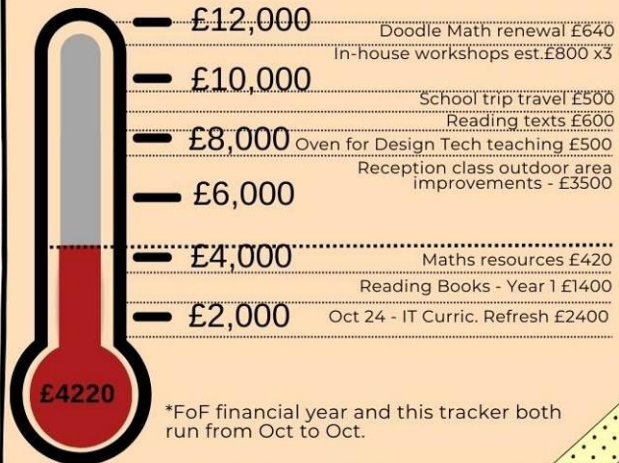 £12,000
Doodle Math renewal £640
In-house workshops est.£800 x3
£10,000
School trip travel £500
Reading texts £600
£8,000
Oven for Design Tech teaching £500
Reception class outdoor area
improvements - £3500
£6,000
£4,000
Maths resources £420
Reading Books - Year 1 £1400
£2,000
Oct 24 - IT Curric. Refresh £2400
£4220
*FoF financial year and this tracker both
run from Oct to Oct.